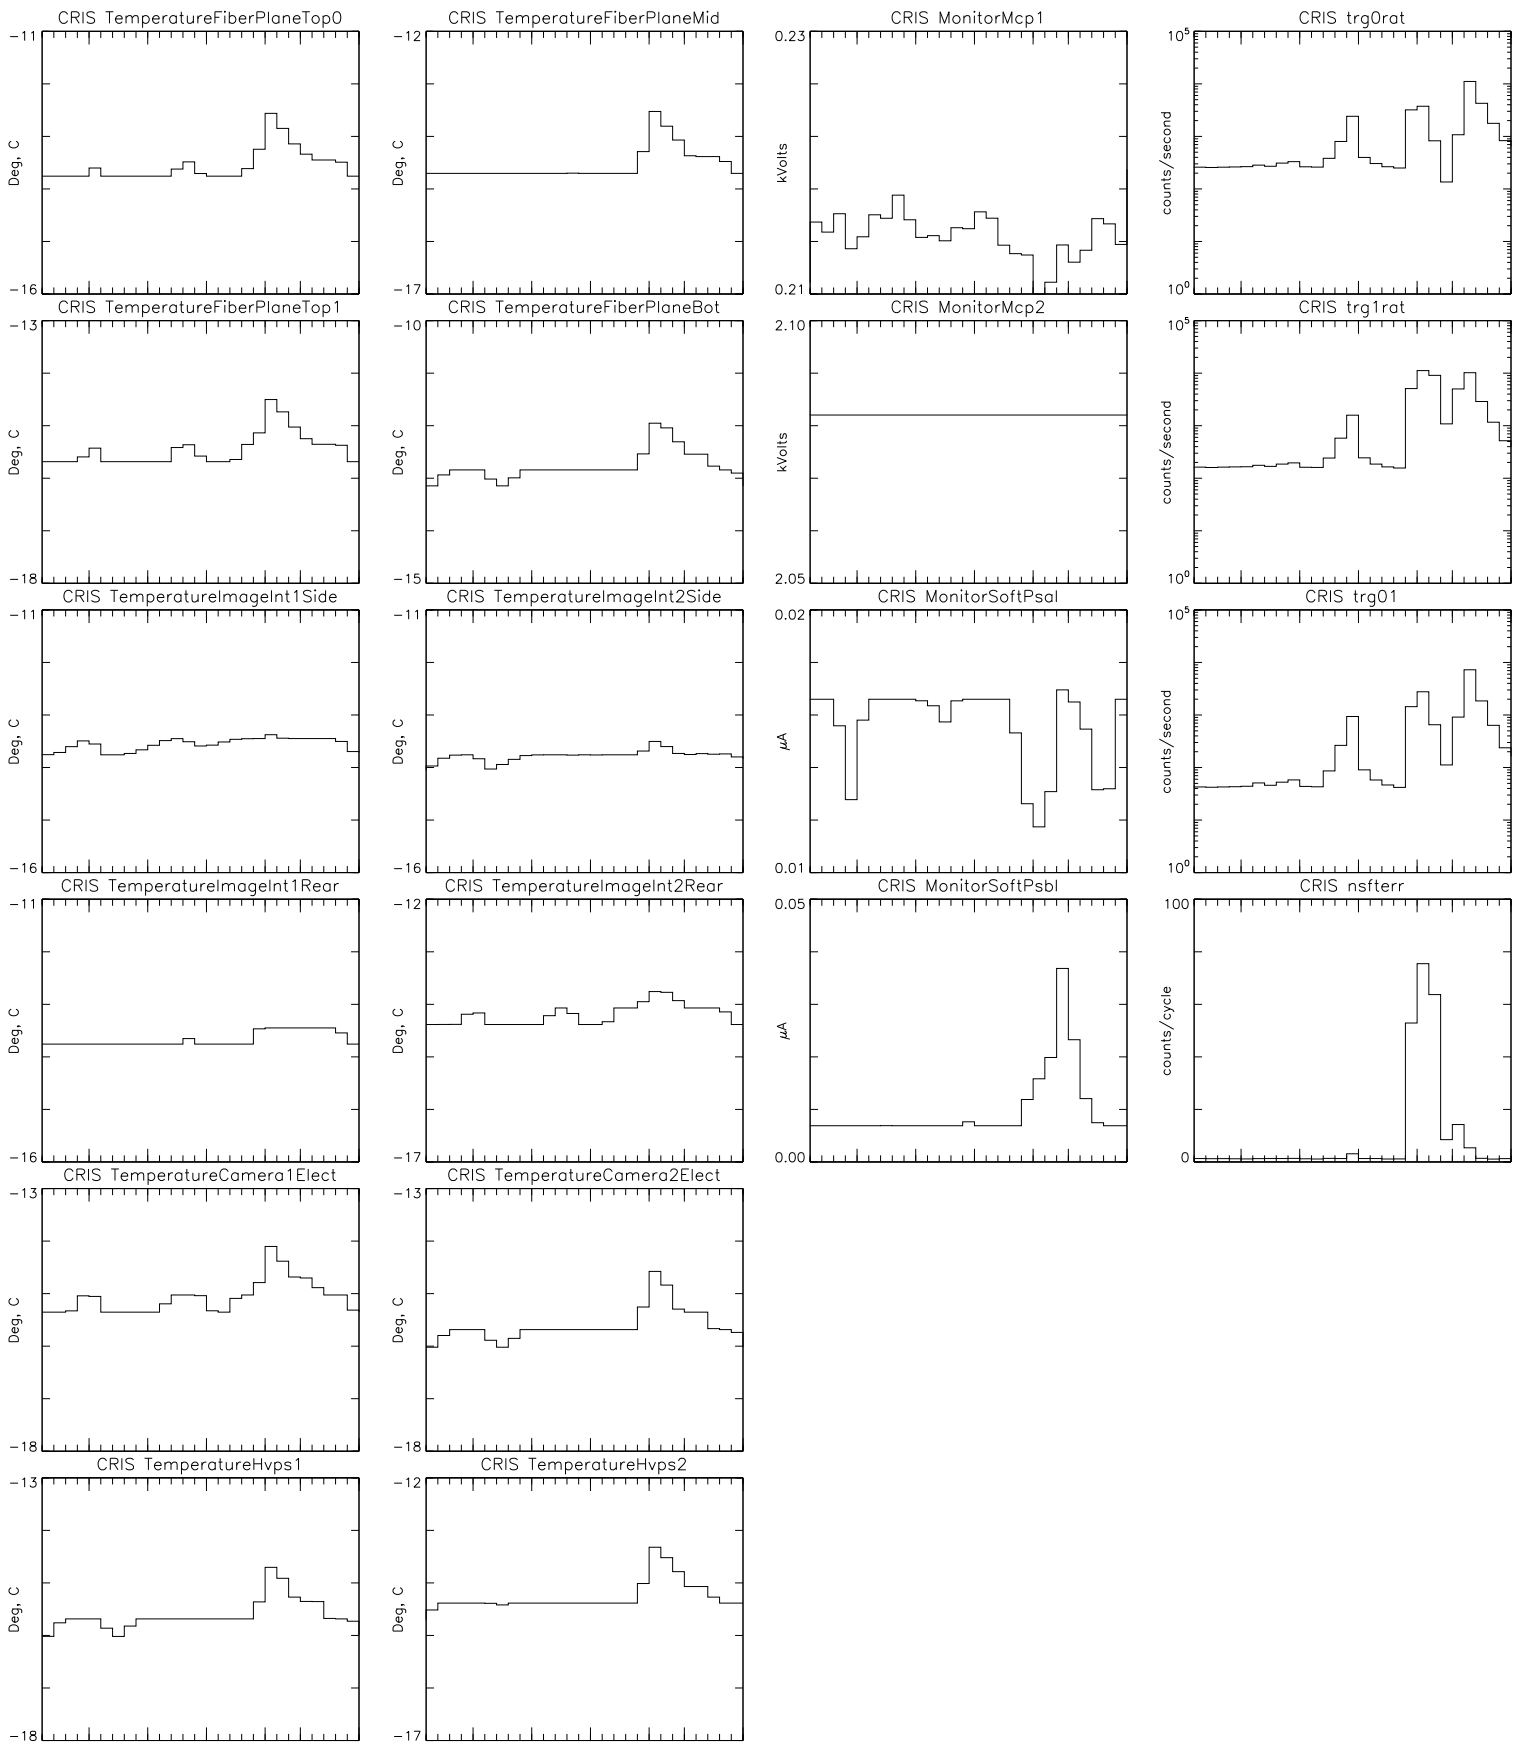 CRIS TemperatureFiberPlaneTop0
-11
Deg, C
-16
CRIS TemperatureFiberPlaneMid
-12
Deg, C
-17
CRIS MonitorMcp1
0.23
kVolts
0.21
CRIS trg0rat
10^5
counts/second
10^0
CRIS TemperatureFiberPlaneTop1
-13
Deg, C
-18
CRIS TemperatureFiberPlaneBot
-10
Deg, C
-15
CRIS MonitorMcp2
2.10
kVolts
2.05
CRIS trg1rat
10^5
counts/second
10^0
CRIS TemperatureImageInt1Side
-11
Deg, C
-16
CRIS TemperatureImageInt2Side
-11
Deg, C
-16
CRIS MonitorSoftPsaI
0.02
μA
0.01
CRIS trg01
10^5
counts/second
10^0
CRIS TemperatureImageInt1Rear
-11
Deg, C
-16
CRIS TemperatureImageInt2Rear
-12
Deg, C
-17
CRIS MonitorSoftPsbI
0.05
μA
0.00
CRIS nsfterr
100
counts/cycle
0
CRIS TemperatureCamera1Elect
-13
Deg, C
-18
CRIS TemperatureCamera2Elect
-13
Deg, C
-18
CRIS TemperatureHvps1
-13
Deg, C
-18
CRIS TemperatureHvps2
-12
Deg, C
-17